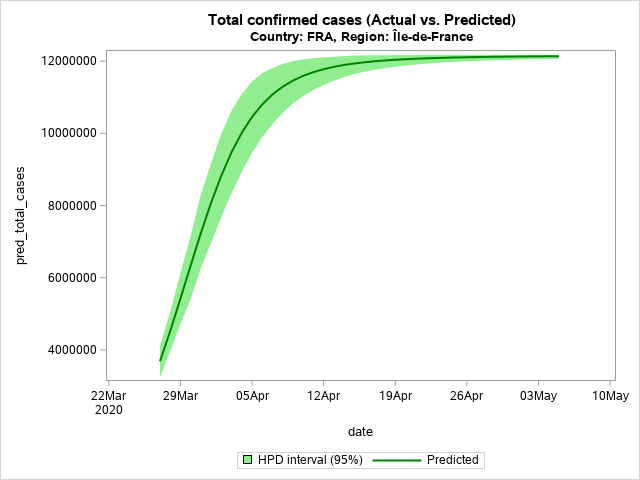 Total confirmed cases (Actual vs. Predicted)
Country: FRA, Region: Île-de-France
pred_total_cases
12000000
10000000
8000000
6000000
4000000
22Mar 29Mar 05Apr 12Apr 19Apr 26Apr 03May 10May
2020
date
HPD interval (95%) Predicted